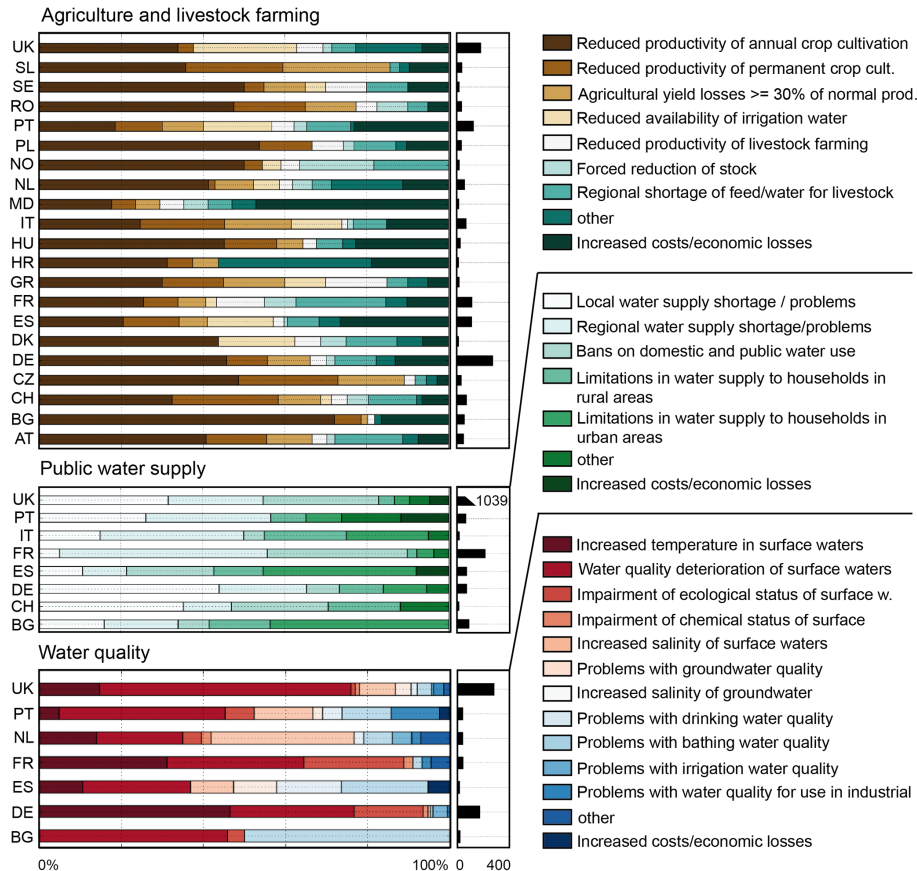 Agriculture and livestock farming
UK
SL
SE
RO
PT
PL
NO
NL
MD
IT
HU
HR
GR
FR
ES
DK
DE
CZ
CH
BG
AT
Reduced productivity of annual crop cultivation
Reduced productivity of permanent crop cult.
Agricultural yield losses >= 30% of normal prod.
Reduced availability of irrigation water
Reduced productivity of livestock farming
Forced reduction of stock
Regional shortage of feed/water for livestock
other
Increased costs/economic losses
Public water supply
UK
PT
IT
FR
ES
DE
CH
BG
1039
Local water supply shortage / problems
Regional water supply shortage/problems
Bans on domestic and public water use
Limitations in water supply to households in
rural areas
Limitations in water supply to households in
urban areas
other
Increased costs/economic losses
Water quality
UK
PT
NL
FR
ES
DE
BG
0%
100%
0
400
Increased temperature in surface waters
Water quality deterioration of surface waters
Impairment of ecological status of surface w.
Impairment of chemical status of surface
Increased salinity of surface waters
Problems with groundwater quality
Increased salinity of groundwater
Problems with drinking water quality
Problems with bathing water quality
Problems with irrigation water quality
Problems with water quality for use in industrial
other
Increased costs/economic losses